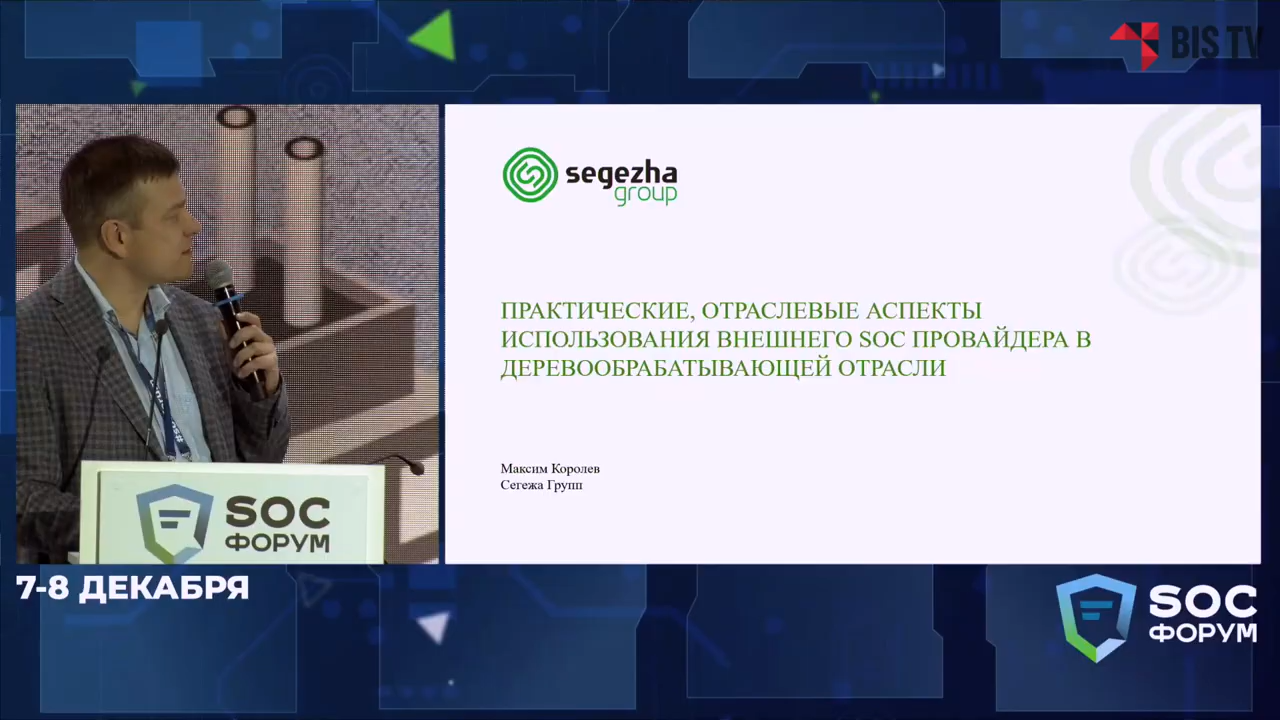 BIS TV
segezha
group
ПРАКТИЧЕСКИЕ, ОТРАСЛЕВЫЕ АСПЕКТЫ
ИСПОЛЬЗОВАНИЯ ВНЕШНЕГО SOC ПРОВАЙДЕРА В
ДЕРЕВООБРАБАТЫВАЮЩЕЙ ОТРАСЛИ
Максим Королев
Сегежа Групп
SOC
ФОРУМ
7-8 ДЕКАБРЯ
SOC
ФОРУМ